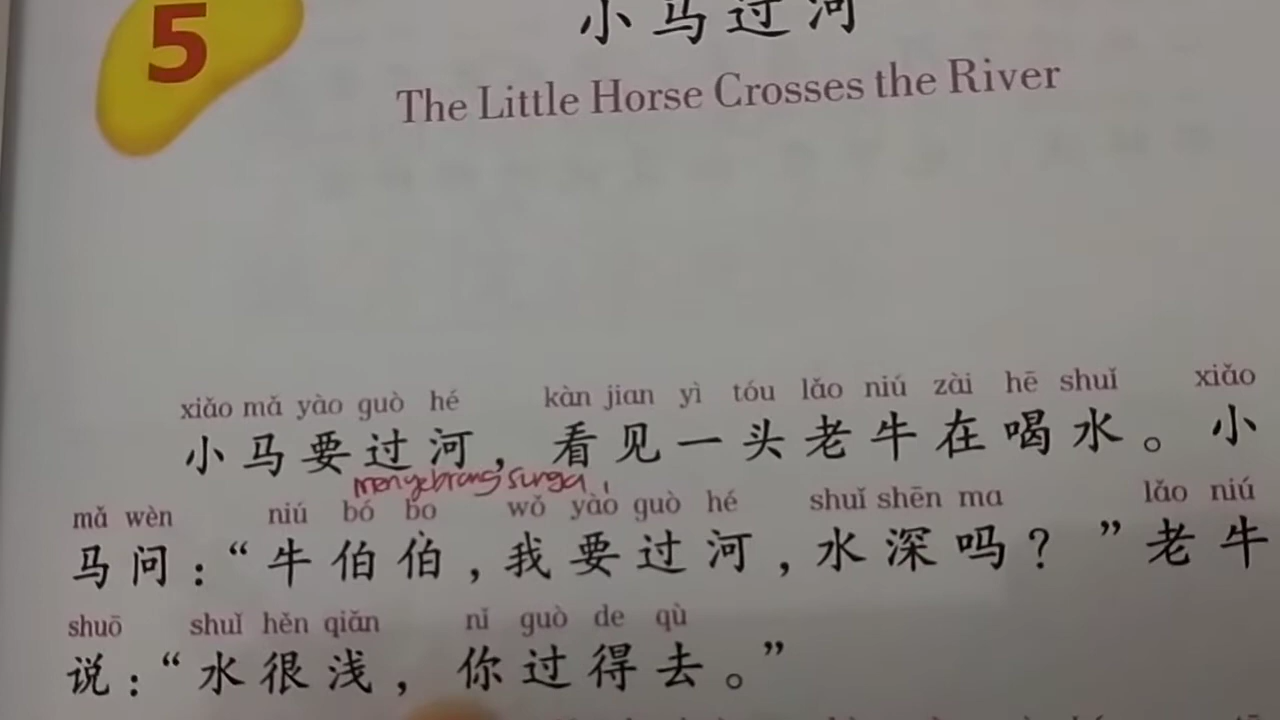 5
小马过河
The Little Horse Crosses the River
xiǎo mǎ yào guò hé kàn jian yì tóu lǎo niú zài hē shuǐ xiǎo
小马要过河，看见一头老牛在喝水。小
menyebrang sungai
mǎ wèn niú bó bo wǒ yào guò hé shuǐ shēn ma lǎo niú
马问：“牛伯伯，我要过河，水深吗？”老牛
shuō shuǐ hěn qiǎn nǐ guò de qù
说：“水很浅，你过得去。”